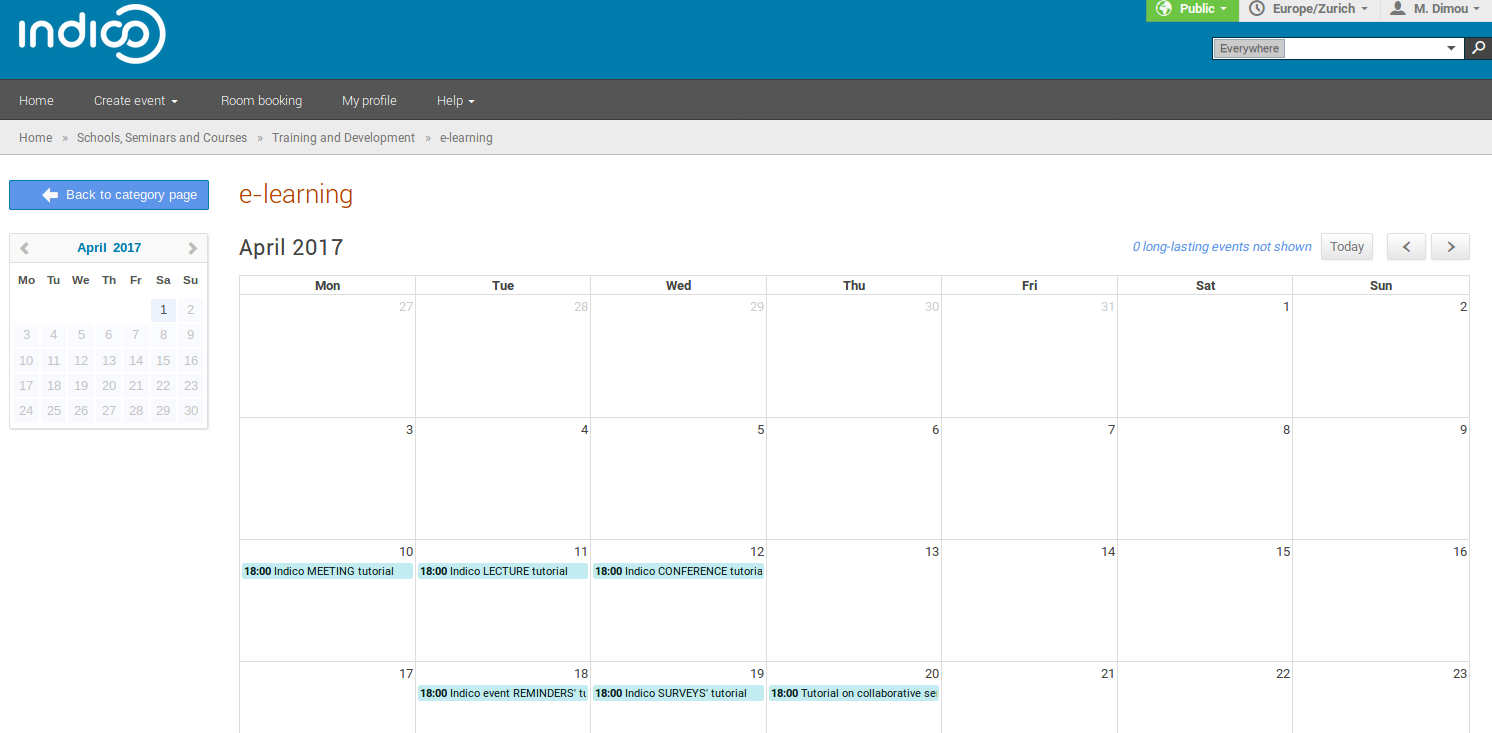 indico
Public
Europe/Zurich
M. Dimou
Everywhere
Home Create event Room booking My profile Help
Home » Schools, Seminars and Courses » Training and Development » e-learning
Back to category page
April 2017
Mo Tu We Th Fr Sa Su
1 2
3 4 5 6 7 8 9
10 11 12 13 14 15 16
17 18 19 20 21 22 23
24 25 26 27 28 29 30
e-learning
April 2017
0 long-lasting events not shown
Today
Mon Tue Wed Thu Fri Sat Sun
27 28 29 30 31 1 2
3 4 5 6 7 8 9
10 11 12 13 14 15 16
18:00 Indico MEETING tutorial
18:00 Indico LECTURE tutorial
18:00 Indico CONFERENCE tutoria
17 18 19 20 21 22 23
18:00 Indico event REMINDERS' tu
18:00 Indico SURVEYS' tutorial
18:00 Tutorial on collaborative se